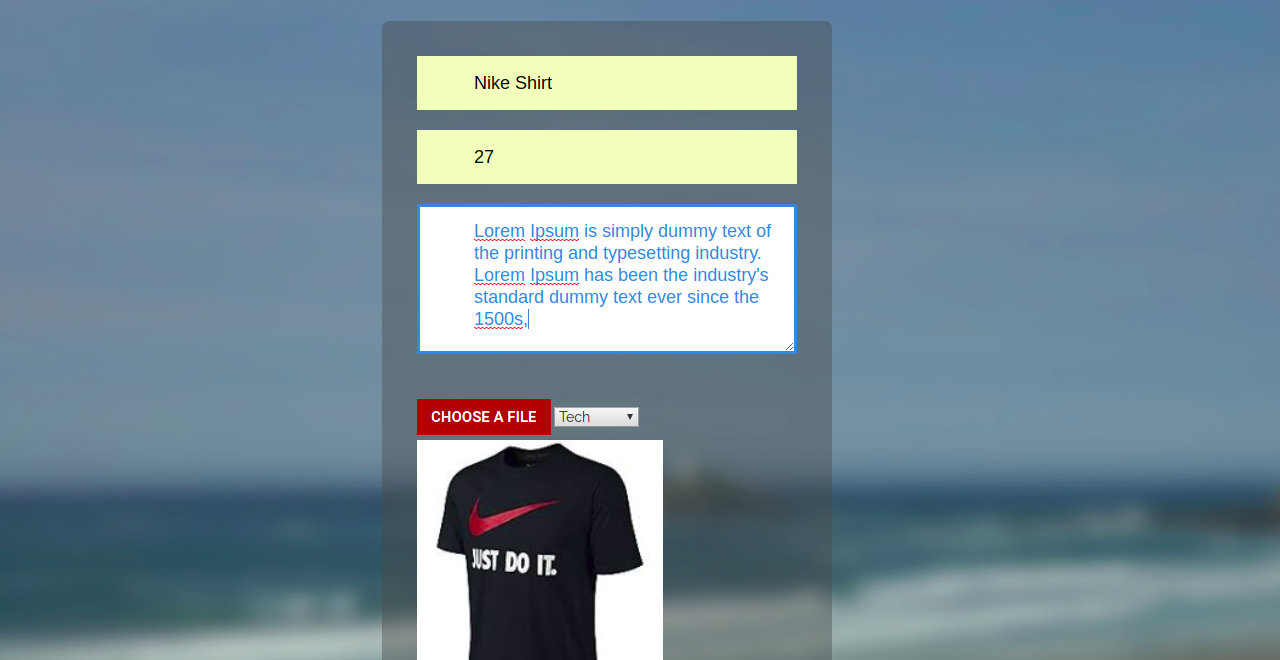 Nike Shirt
27
Lorem Ipsum is simply dummy text of
the printing and typesetting industry.
Lorem Ipsum has been the industry's
standard dummy text ever since the
1500s,
CHOOSE A FILE
Tech
JUST DO IT.